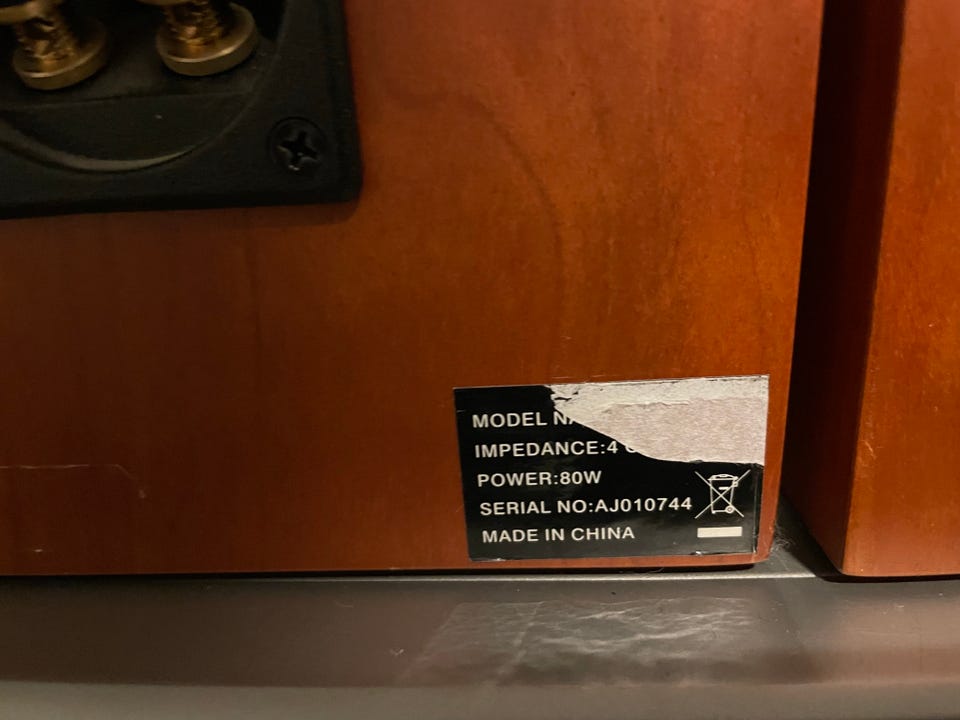 MODEL
IMPEDANCE:4
POWER:80W
SERIAL NO:AJ010744
MADE IN CHINA